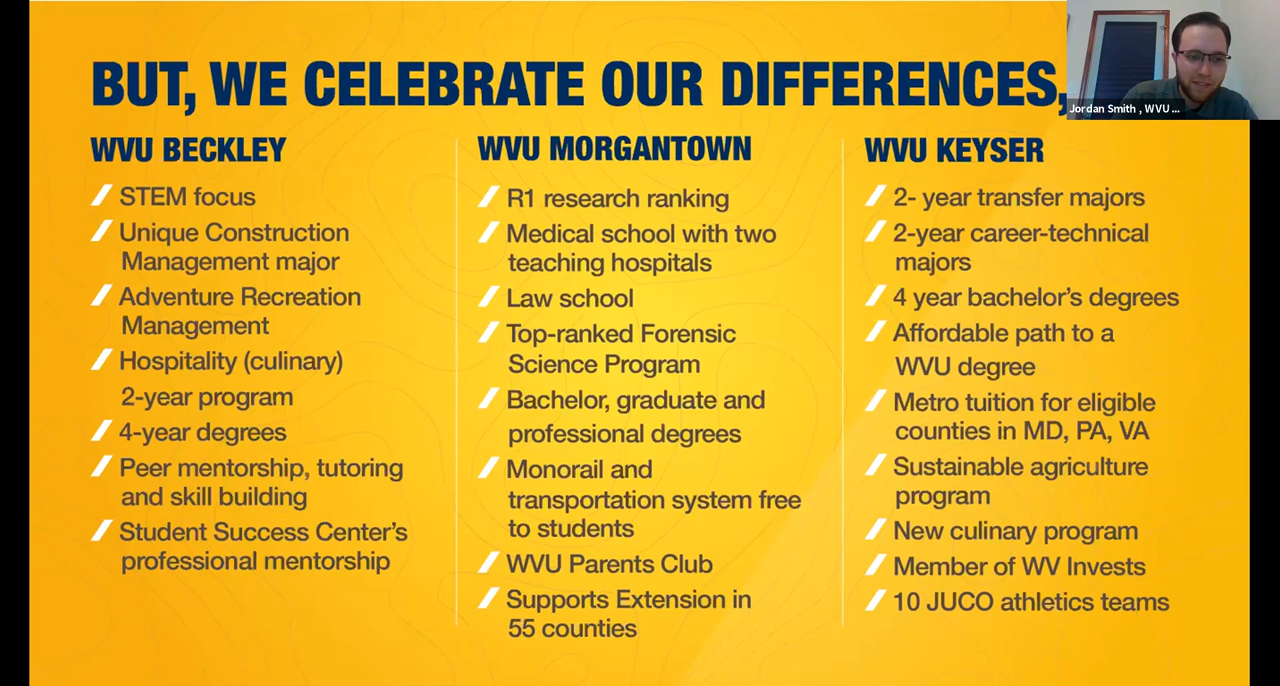 BUT, WE CELEBRATE OUR DIFFERENCES,
Jordan Smith , WVU ...
WVU BECKLEY
STEM focus
Unique Construction
Management major
Adventure Recreation
Management
Hospitality (culinary)
2-year program
4-year degrees
Peer mentorship, tutoring
and skill building
Student Success Center's
professional mentorship
WVU MORGANTOWN
R1 research ranking
Medical school with two
teaching hospitals
Law school
Top-ranked Forensic
Science Program
Bachelor, graduate and
professional degrees
Monorail and
transportation system free
to students
WVU Parents Club
Supports Extension in
55 counties
WVU KEYSER
2- year transfer majors
2-year career-technical
majors
4 year bachelor's degrees
Affordable path to a
WVU degree
Metro tuition for eligible
counties in MD, PA, VA
Sustainable agriculture
program
New culinary program
Member of WV Invests
10 JUCO athletics teams